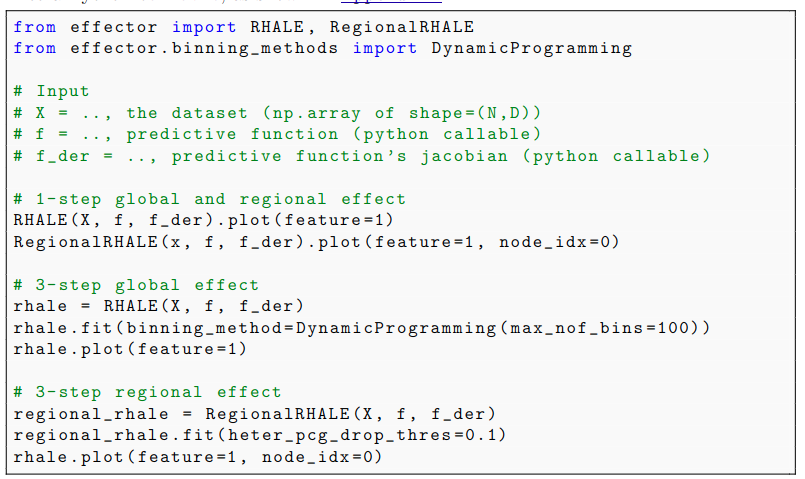 from effector import RHALE, RegionalRHALE
from effector.binning_methods import DynamicProgramming
# Input
# X = .., the dataset (np.array of shape=(N,D))
# f = .., predictive function (python callable)
# f_der = .., predictive function's jacobian (python callable)
# 1-step global and regional effect
RHALE(X, f, f_der).plot(feature=1)
RegionalRHALE(x, f, f_der).plot(feature=1, node_idx=0)
# 3-step global effect
rhale = RHALE(X, f, f_der)
rhale.fit(binning_method=DynamicProgramming(max_nof_bins=100))
rhale.plot(feature=1)
# 3-step regional effect
regional_rhale = RegionalRHALE(X, f, f_der)
regional_rhale.fit(heter_pcg_drop_thres=0.1)
rhale.plot(feature=1, node_idx=0)